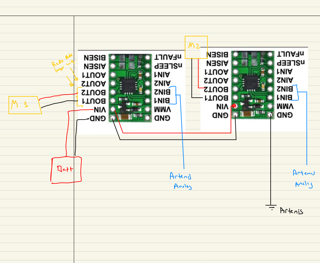 BISEN
AISEN
AOUT1
AOUT2
BOUT2
BOUT1
VIN
GND
nFAULT
nSLEEP
AIN1
AIN2
BIN2
BIN1
VMM
GND
M 1
Batt
Artemis
Analog
BISEN
AISEN
AOUT1
AOUT2
BOUT2
BOUT1
VIN
GND
nFAULT
nSLEEP
AIN1
AIN2
BIN2
BIN1
VMM
GND
Artemis
Analog
Artemis